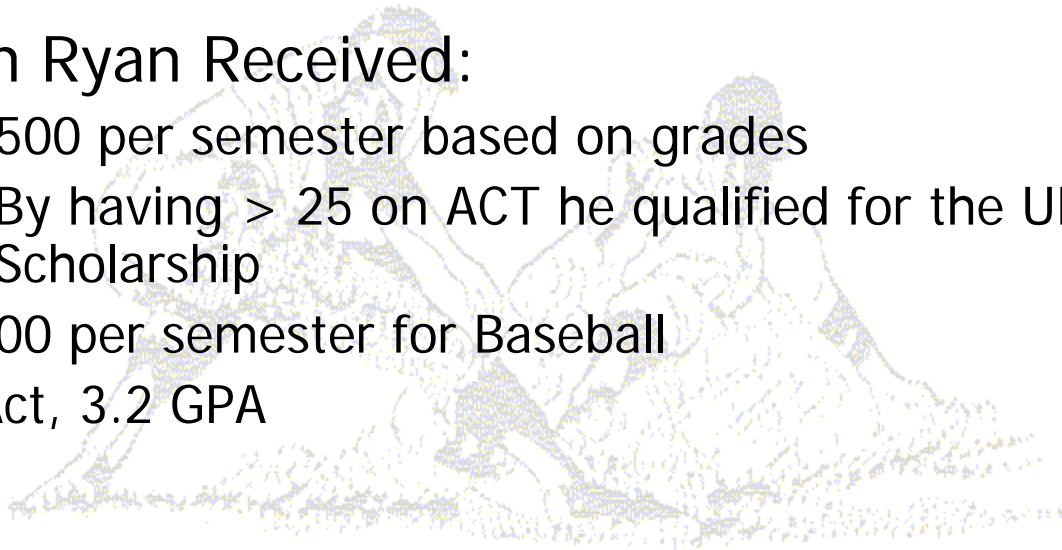 n Ryan Received:
500 per semester based on grades
By having > 25 on ACT he qualified for the U
Scholarship
00 per semester for Baseball
Act, 3.2 GPA